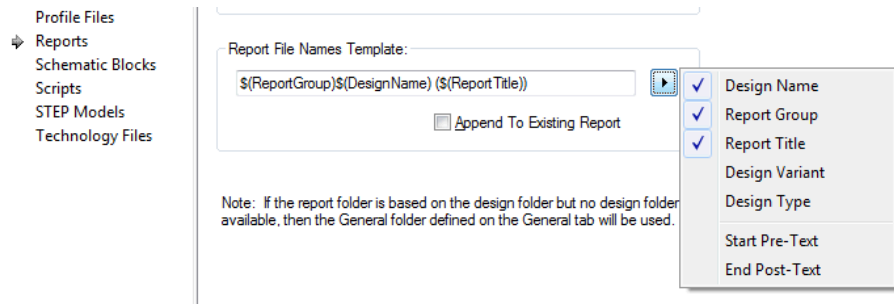 Profile Files
Reports
Schematic Blocks
Scripts
STEP Models
Technology Files
Report File Names Template:
$(ReportGroup)$(DesignName) ($(ReportTitle))
Append To Existing Report
Note: If the report folder is based on the design folder but no design folder
available, then the General folder defined on the General tab will be used.
Design Name
Report Group
Report Title
Design Variant
Design Type
Start Pre-Text
End Post-Text